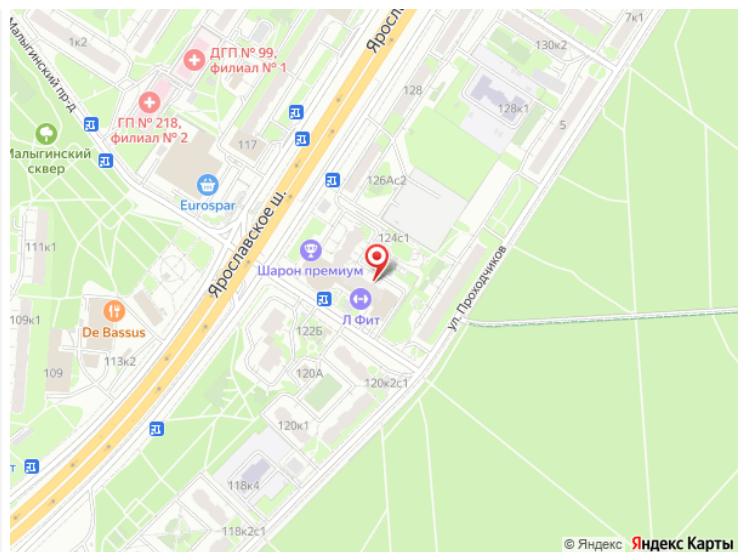 7к1
Яросл
1к2
130к2
ДГП № 99,
филиал № 1
Малыгинский пр-д
128
128к1
ГП № 218,
филиал № 2
5
117
Малыгинский
сквер
126Ас2
Eurospar
Ярославское ш.
124с1
111к1
Шарон премиум
ул. Проходчиков
109к1
De Bassus
Л Фит
122Б
113к2
109
120А
120к2с1
120к1
т
118к4
118к2с1
© Яндекс Яндекс Карты